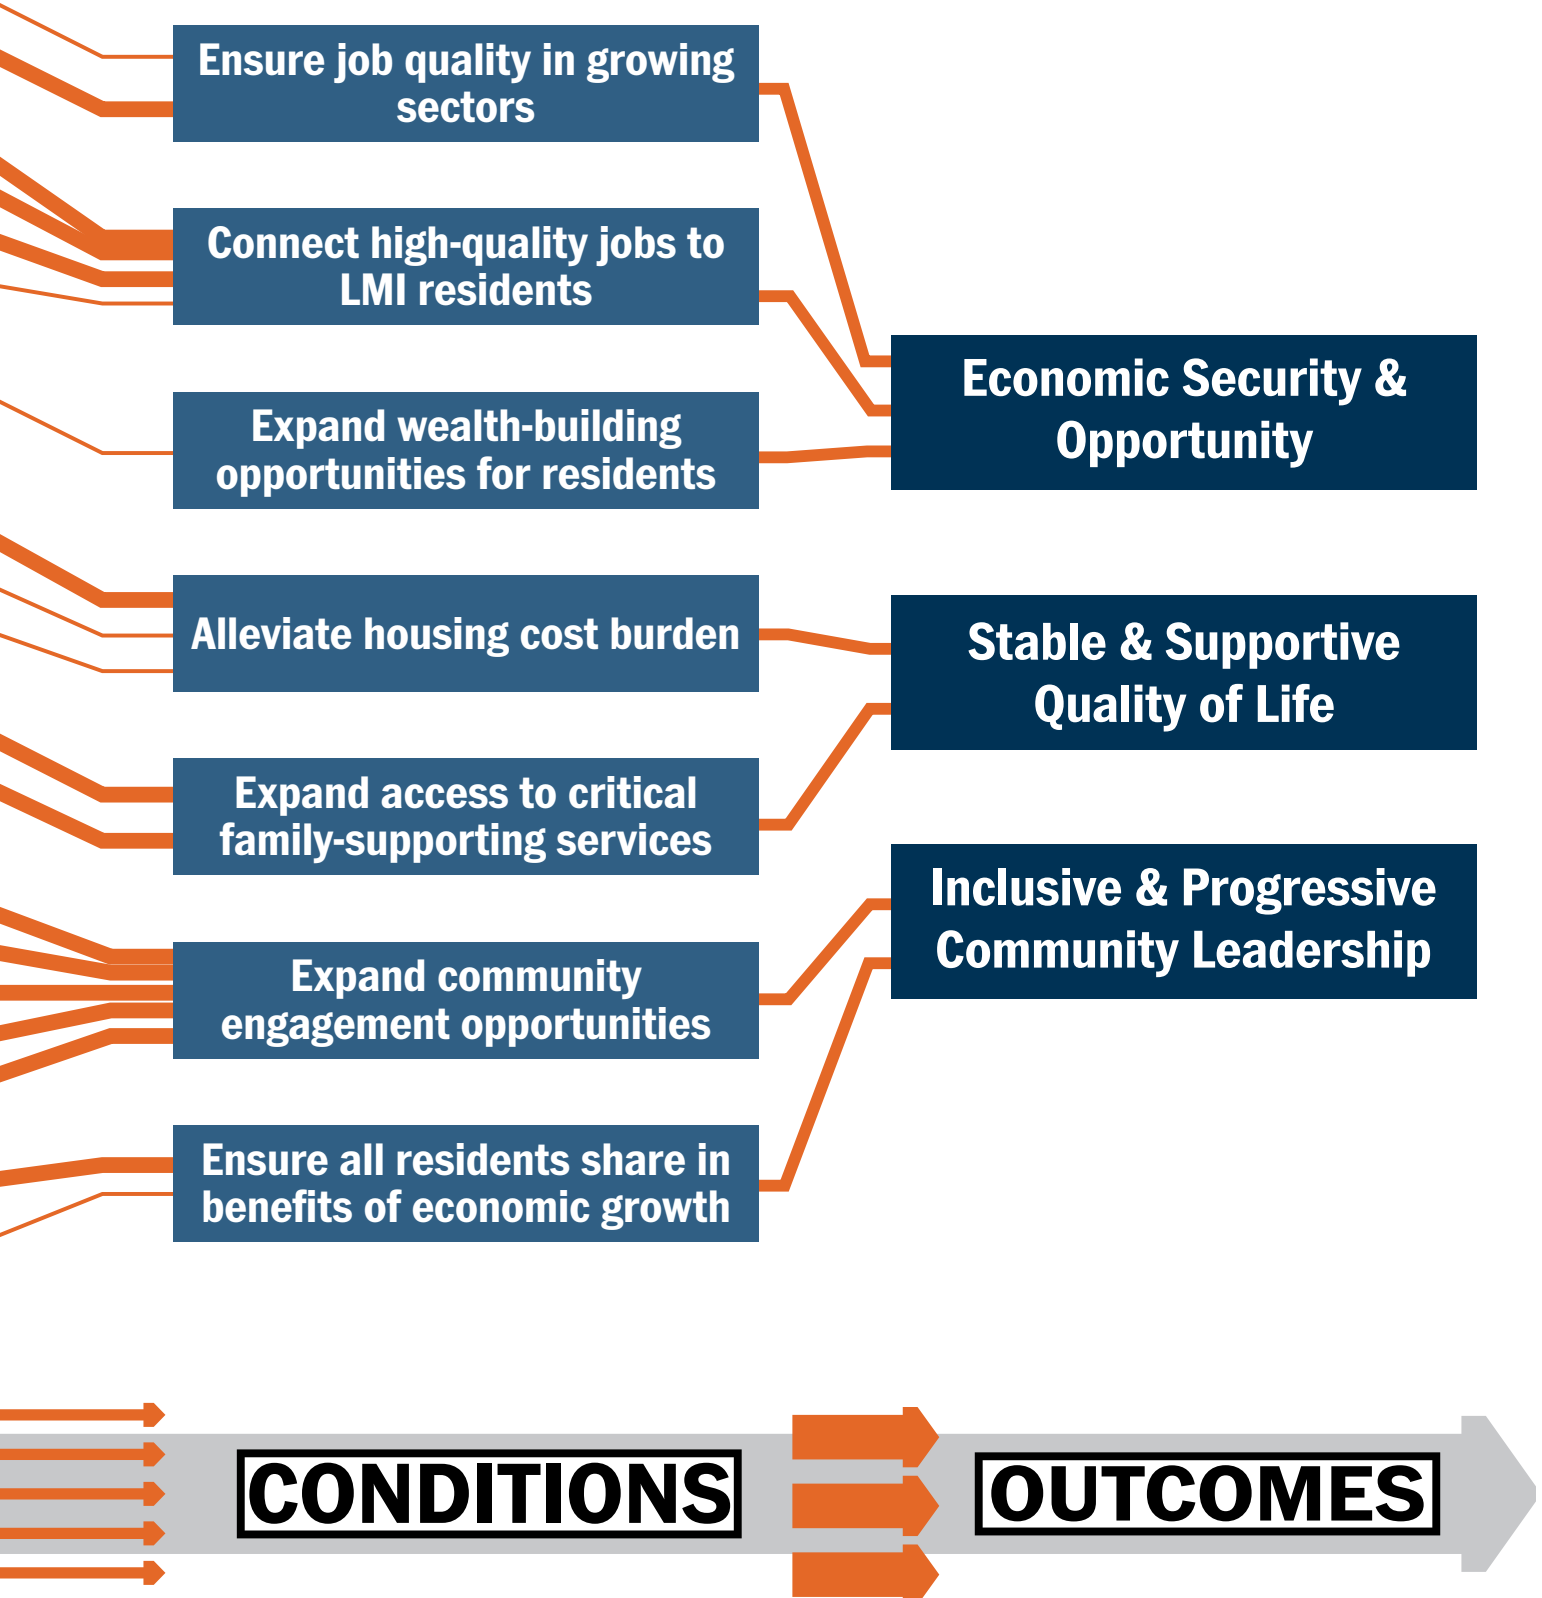 Ensure job quality in growing
sectors
Connect high-quality jobs to
LMI residents
Expand wealth-building
opportunities for residents
Alleviate housing cost burden
Expand access to critical
family-supporting services
Expand community
engagement opportunities
Ensure all residents share in
benefits of economic growth
Economic Security &
Opportunity
Stable & Supportive
Quality of Life
Inclusive & Progressive
Community Leadership
CONDITIONS
OUTCOMES